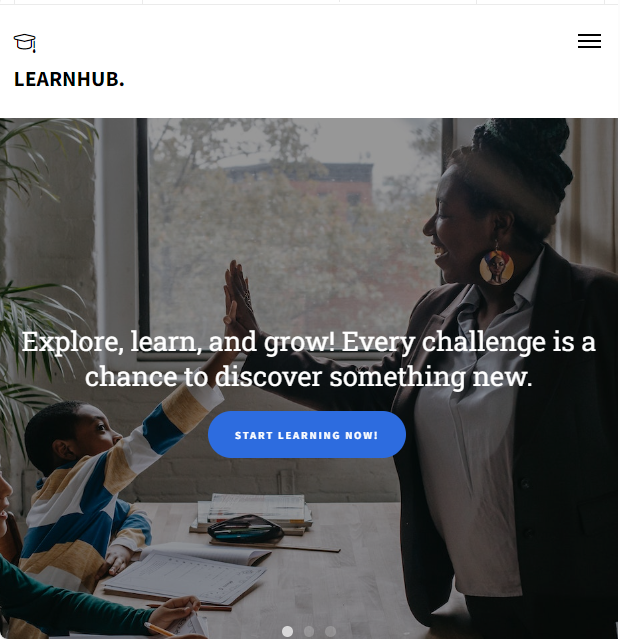 LEARNHUB.
Explore, learn, and grow! Every challenge is a
chance to discover something new.
START LEARNING NOW!